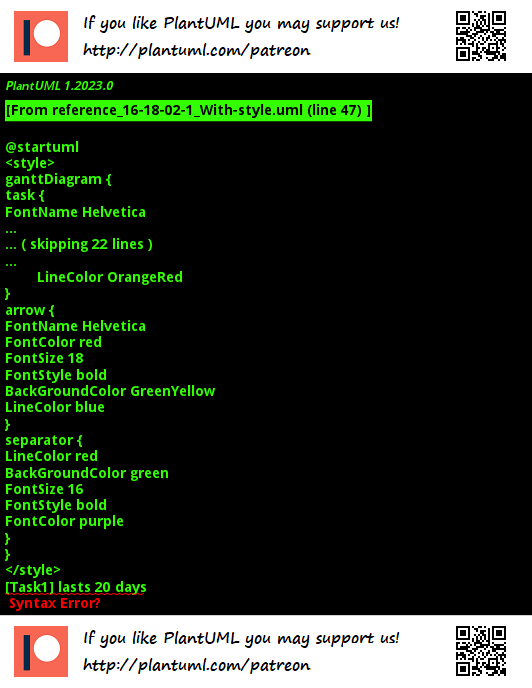 If you like PlantUML you may support us!
http://plantuml.com/patreon
PlantUML 1.2023.0
[From reference_16-18-02-1_With-style.uml (line 47) ]
@startuml
<style>
ganttDiagram {
task {
FontName Helvetica
...
... ( skipping 22 lines )
...
LineColor OrangeRed
}
arrow {
FontName Helvetica
FontColor red
FontSize 18
FontStyle bold
BackGroundColor GreenYellow
LineColor blue
}
separator {
LineColor red
BackGroundColor green
FontSize 16
FontStyle bold
FontColor purple
}
}
</style>
[Task1] lasts 20 days
Syntax Error?
If you like PlantUML you may support us!
http://plantuml.com/patreon